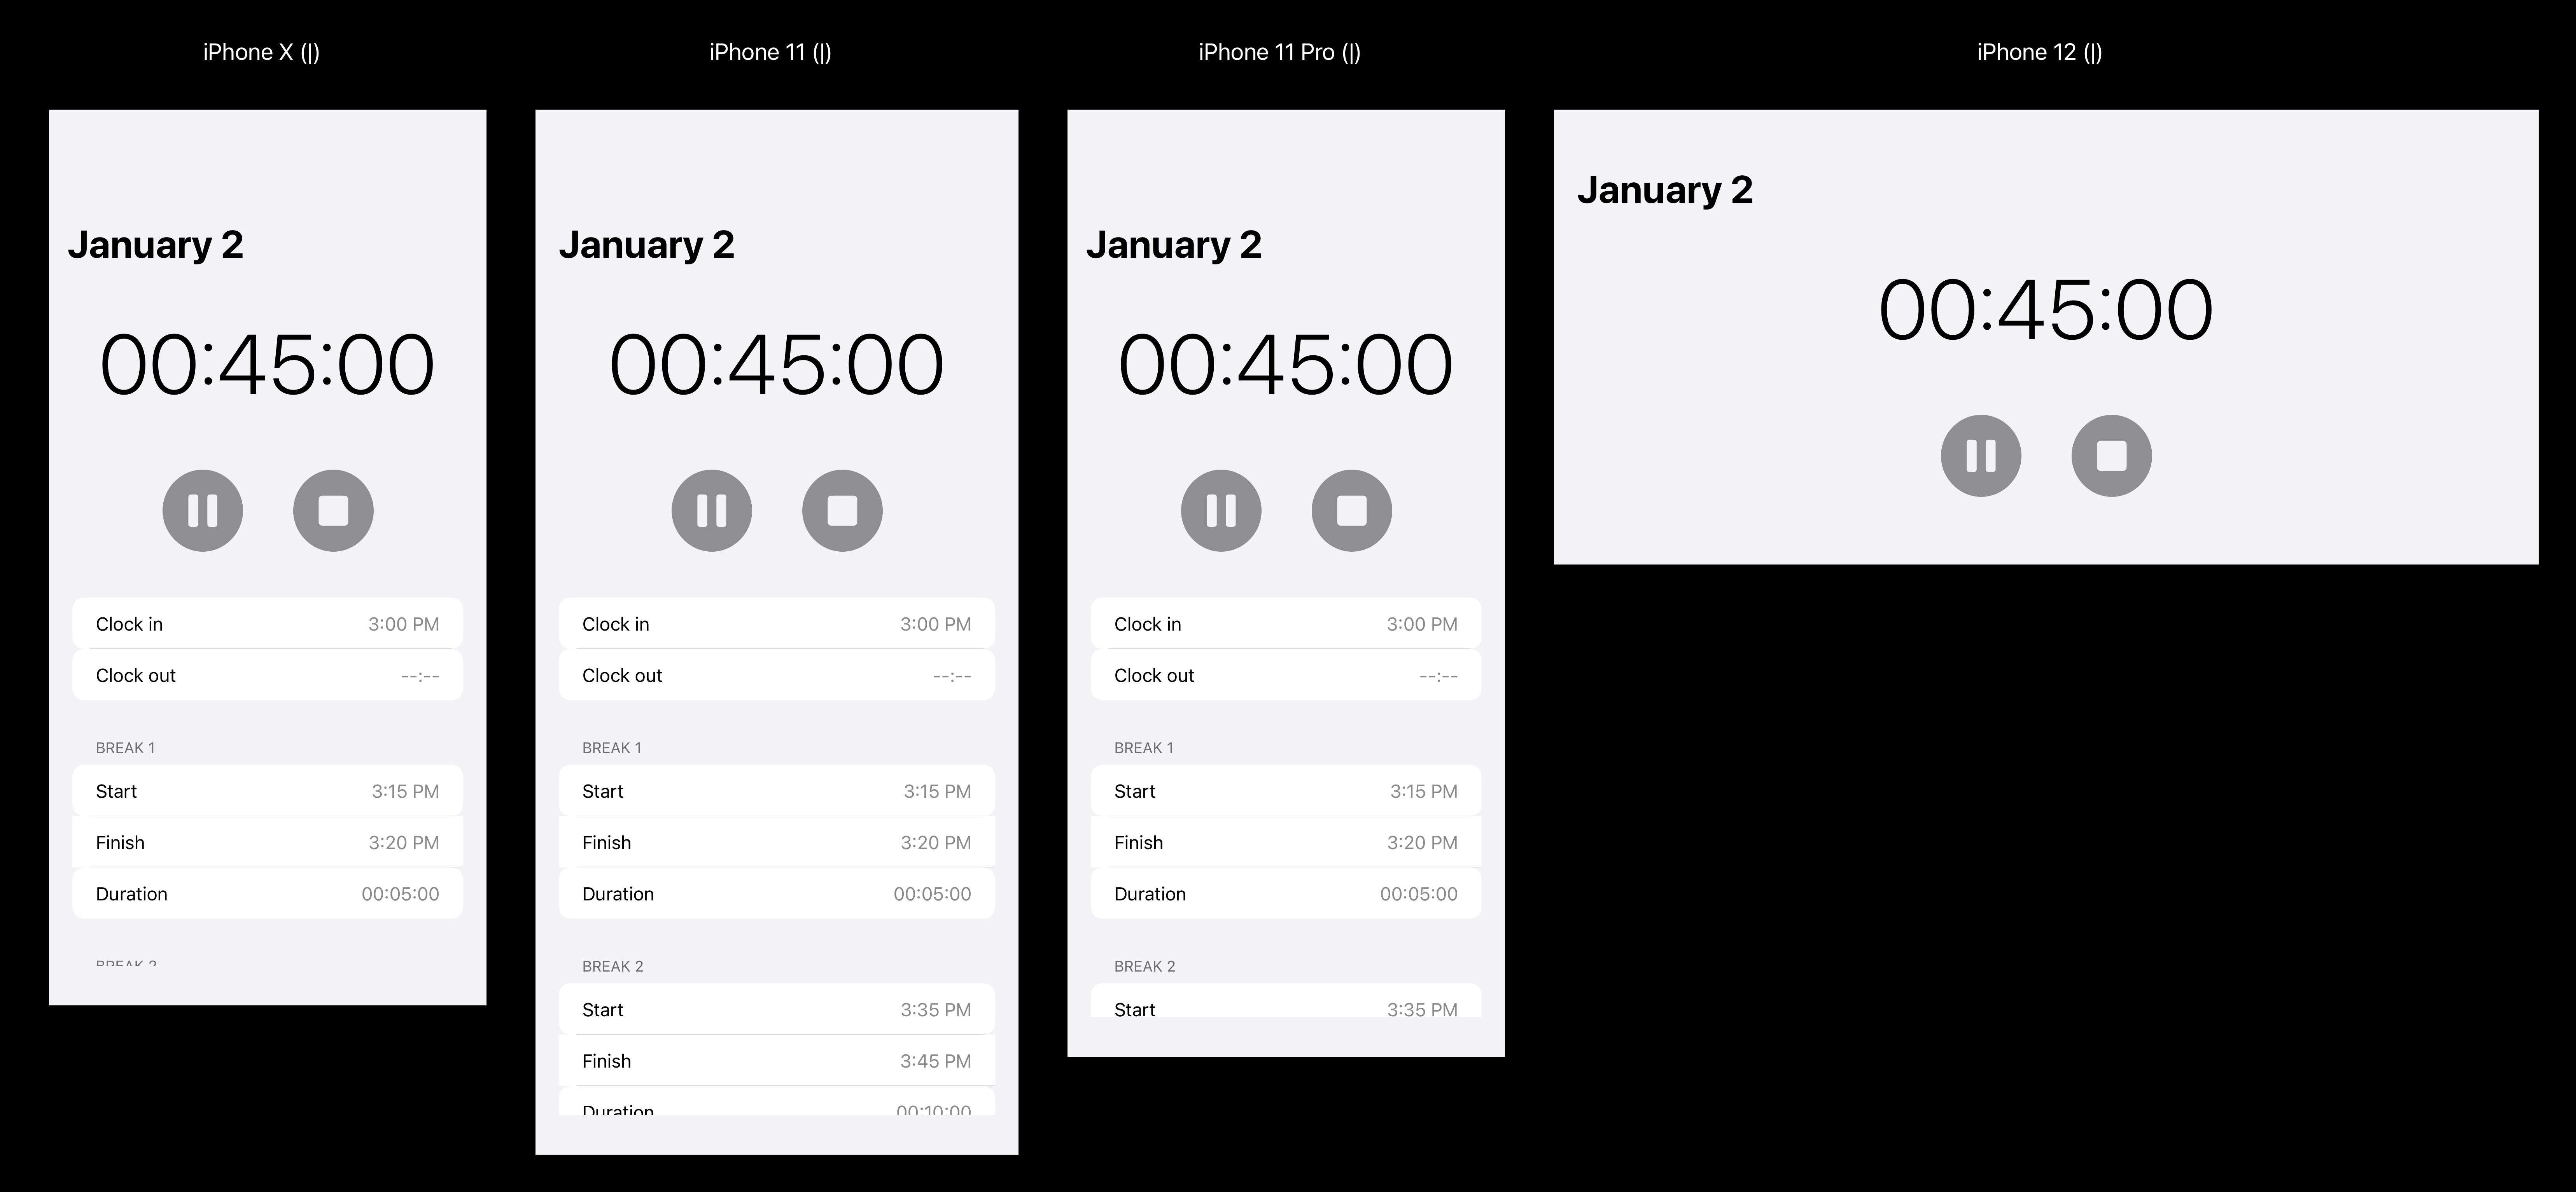 iPhone X (|)
January 2
00:45:00
Clock in 3:00 PM
Clock out --:--
BREAK 1
Start 3:15 PM
Finish 3:20 PM
Duration 00:05:00
BREAK 2
iPhone 11 (|)
January 2
00:45:00
Clock in 3:00 PM
Clock out --:--
BREAK 1
Start 3:15 PM
Finish 3:20 PM
Duration 00:05:00
BREAK 2
Start 3:35 PM
Finish 3:45 PM
Duration 00:10:00
iPhone 11 Pro (|)
January 2
00:45:00
Clock in 3:00 PM
Clock out --:--
BREAK 1
Start 3:15 PM
Finish 3:20 PM
Duration 00:05:00
BREAK 2
Start 3:35 PM
iPhone 12 (|)
January 2
00:45:00